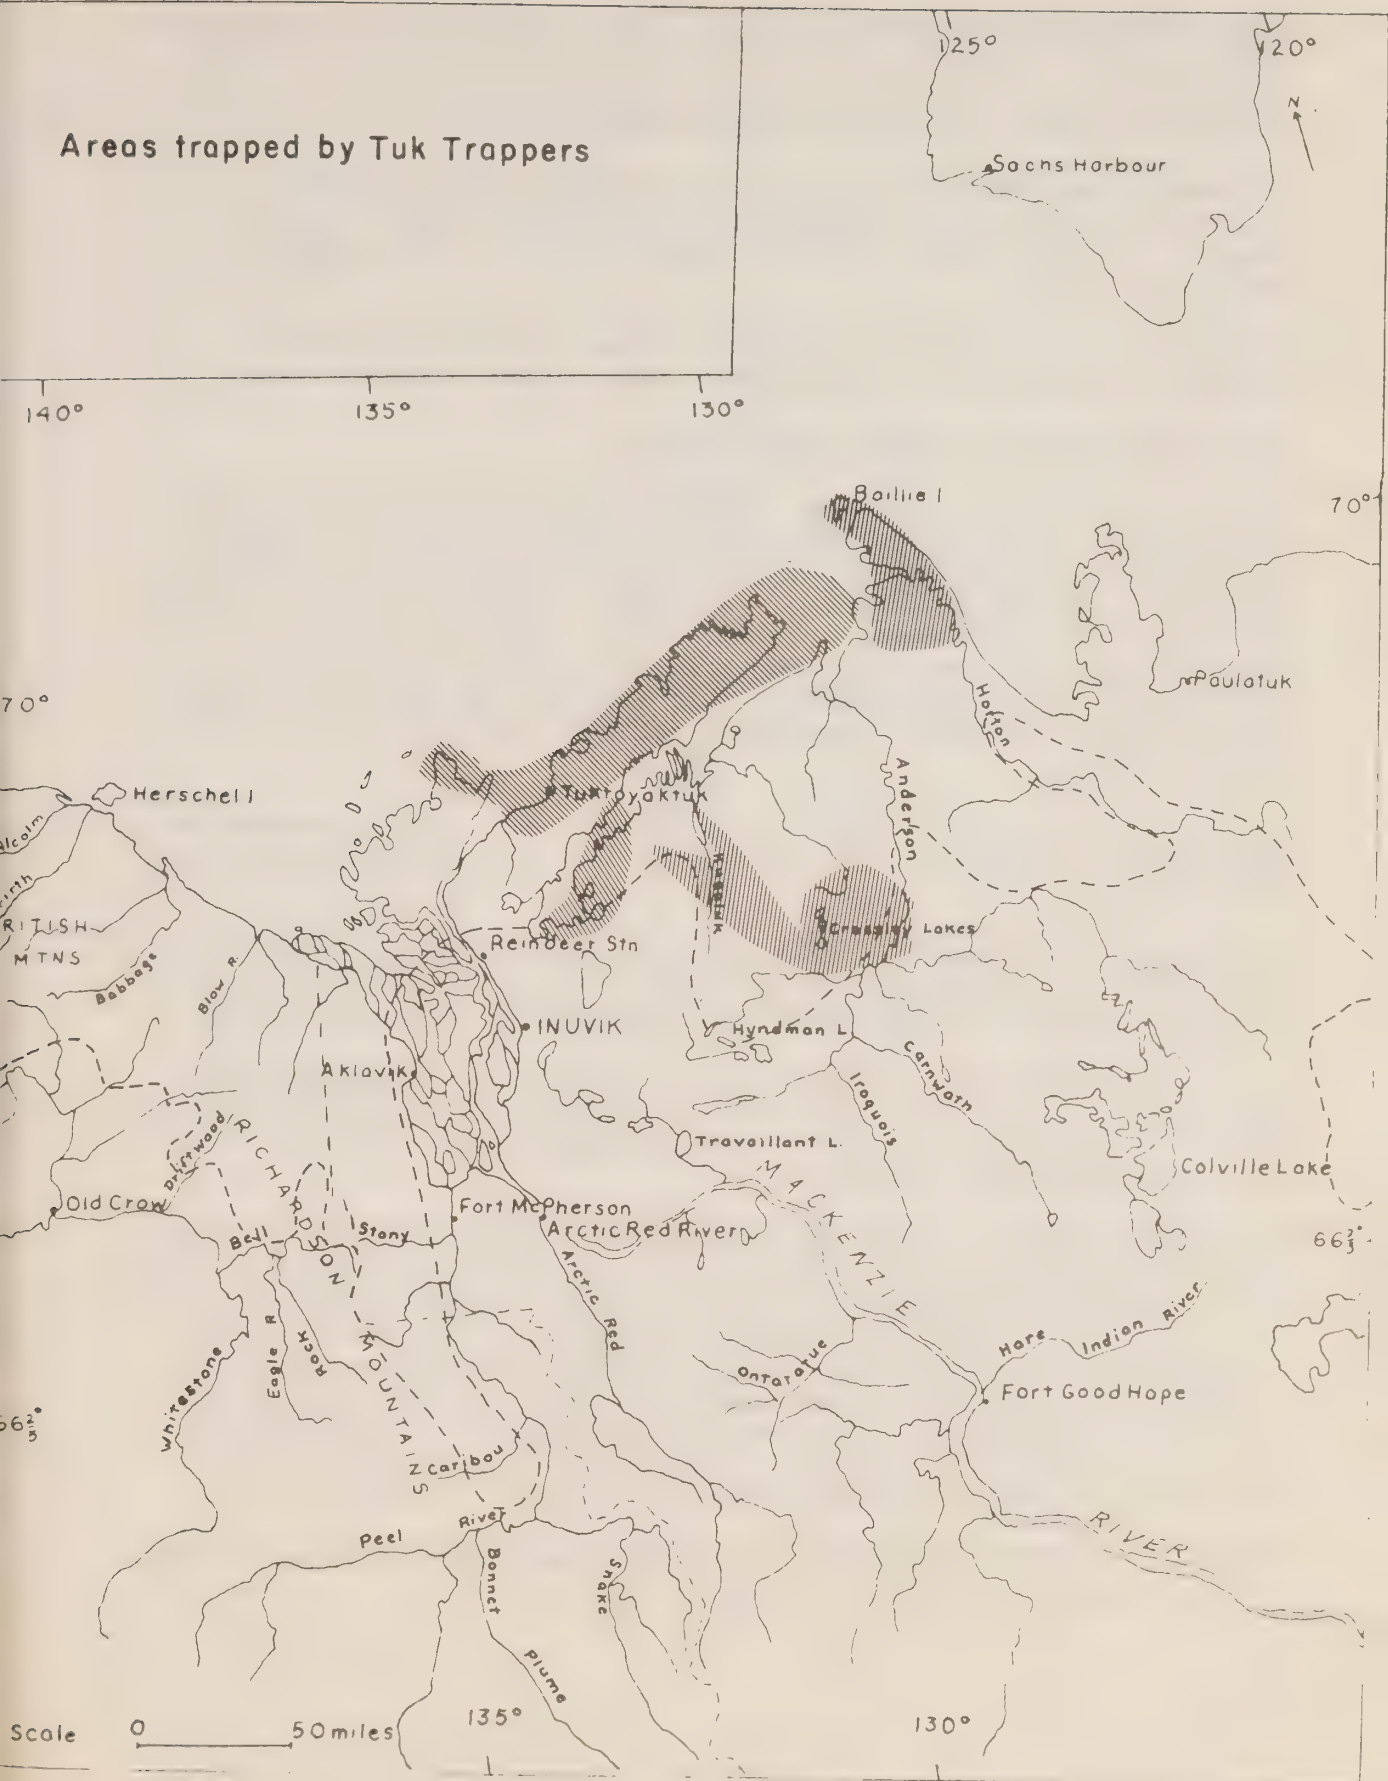 Areas trapped by Tuk Trappers
125°
120°
N
Sachs Harbour
140°
135°
130°
Baillie I
70°
Paulatuk
70°
Horton
Herschel I
Tuktoyaktuk
Anderson
Malcolm
Firth
BRITISH
MTNS
Babbage
Blow R.
Kugaluk
Crossley Lakes
Reindeer Stn
INUVIK
Hyndman L
Aklavik
Carnwath
Iroquois
Travaillant L.
Driftwood
RICHARDSON
MOUNTAINS
MACKENZIE
Colville Lake
Old Crow
Fort McPherson
Arctic Red River
Bell
Stony
66⅔°
Arctic Red
Eagle R
Rock
Whitestone
Ontaratue
Hare Indian River
Fort Good Hope
66⅔°
Caribou
River
Peel
RIVER
Bonnet
Snake
Plume
135°
130°
Scale 0 50 miles